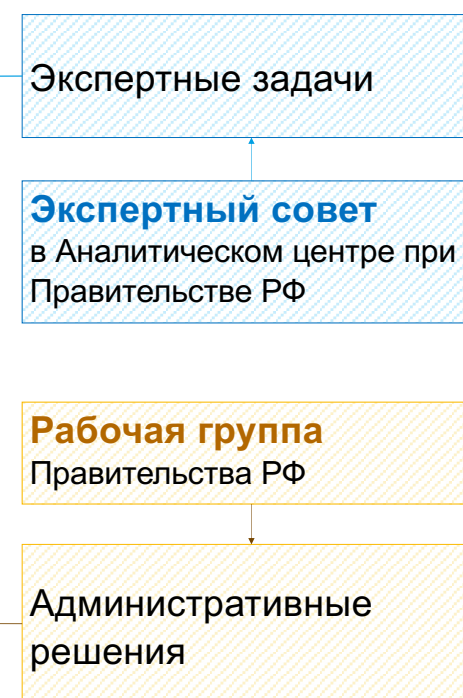 Экспертные задачи
Экспертный совет
в Аналитическом центре при
Правительстве РФ
Рабочая группа
Правительства РФ
Административные
решения